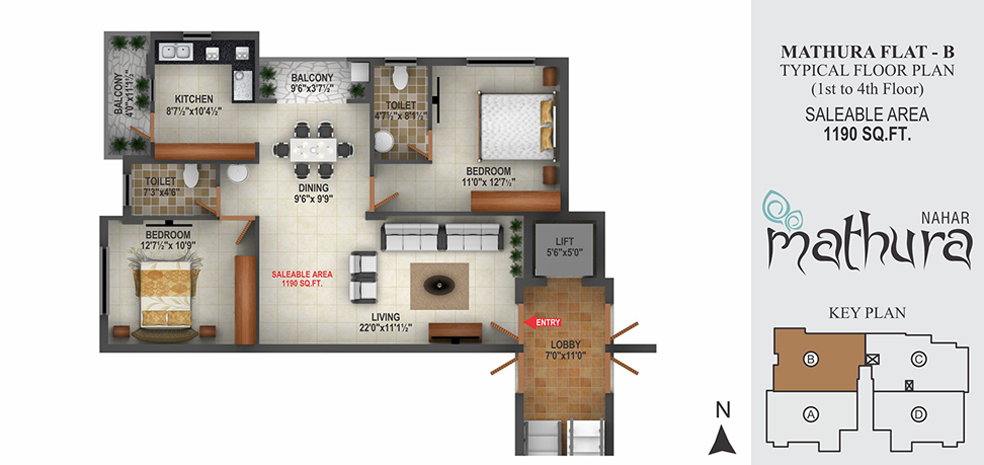 BALCONY
4'0"x11'1½"
KITCHEN
8'7½"x10'4½"
BALCONY
9'6"x3'7½"
TOILET
4'7½"x 8'1½"
BEDROOM
11'0"x 12'7½"
DINING
9'6"x 9'9"
TOILET
7'3"x4'6"
BEDROOM
12'7½"x 10'9"
SALEABLE AREA
1190 SQ.FT.
LIVING
22'0"x11'1½"
LIFT
5'6"x5'0"
ENTRY
LOBBY
7'0"x11'0"
N
MATHURA FLAT - B
TYPICAL FLOOR PLAN
(1st to 4th Floor)
SALEABLE AREA
1190 SQ.FT.
NAHAR
mathura
KEY PLAN
B
C
A
D